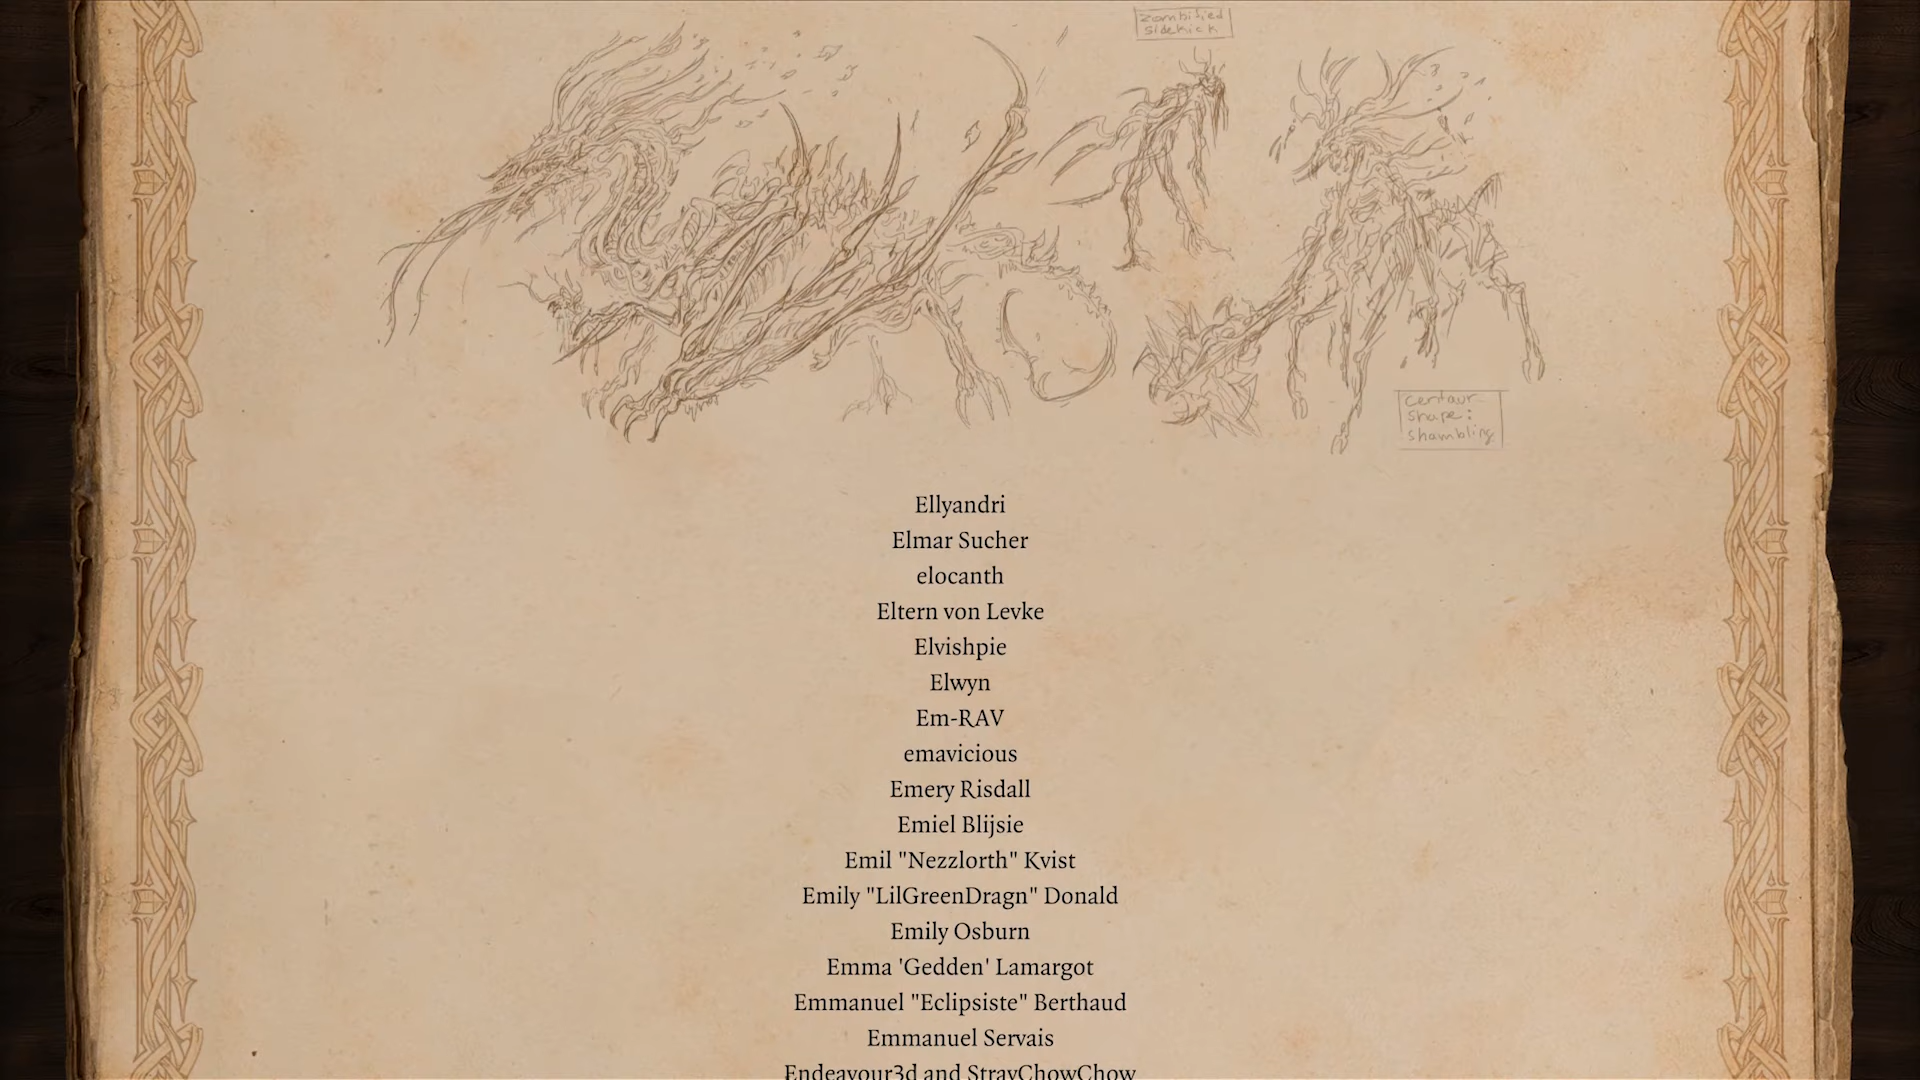 zombified
sidekick
centaur
shape:
shambling
Ellyandri
Elmar Sucher
elocanth
Eltern von Levke
Elvishpie
Elwyn
Em-RAV
emavicious
Emery Risdall
Emiel Blijsie
Emil "Nezzlorth" Kvist
Emily "LilGreenDragn" Donald
Emily Osburn
Emma 'Gedden' Lamargot
Emmanuel "Eclipsiste" Berthaud
Emmanuel Servais
Endeavour3d and StrayChowChow